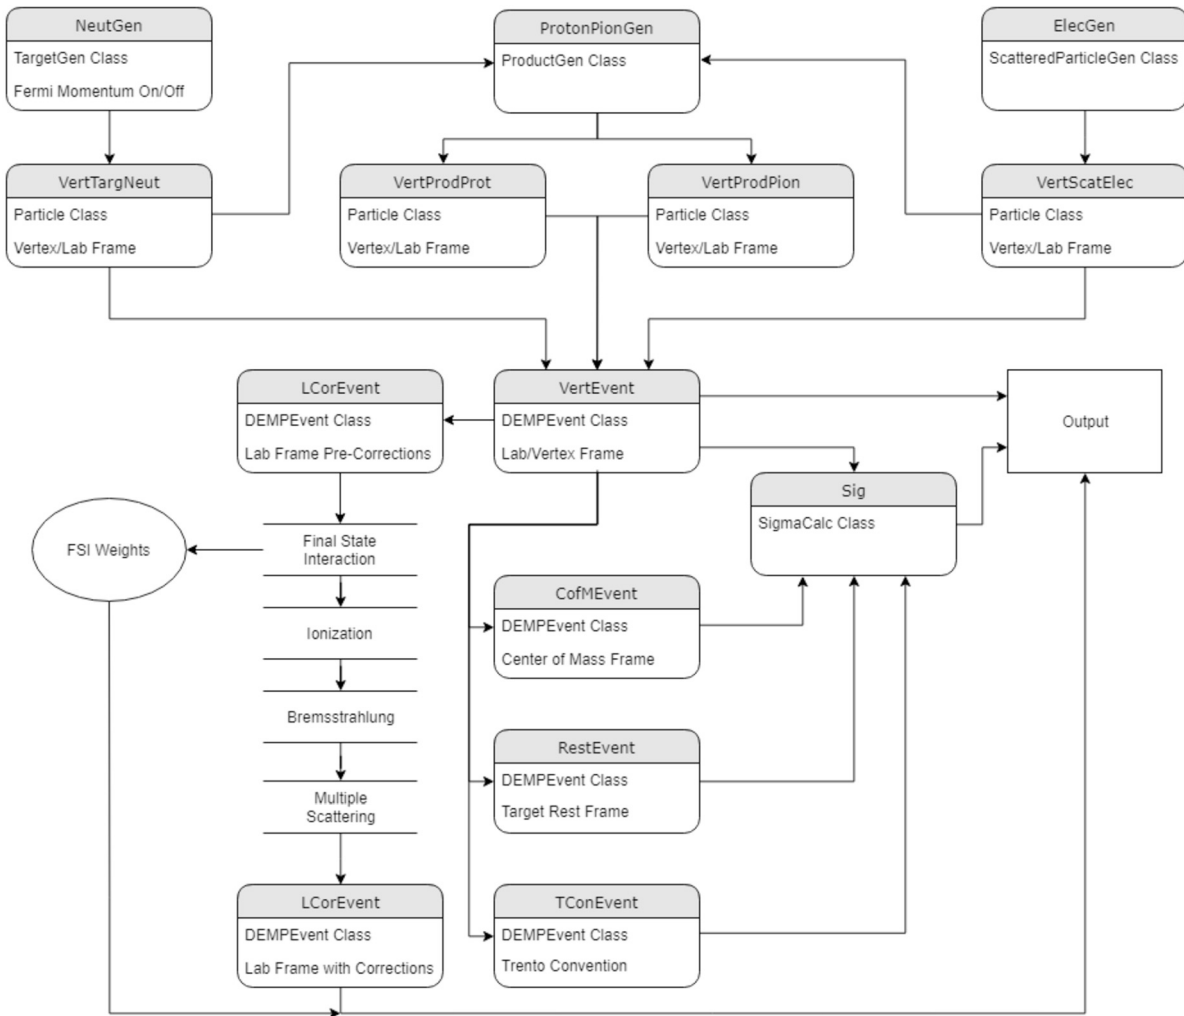 NeutGen
TargetGen Class
Fermi Momentum On/Off
ProtonPionGen
ProductGen Class
ElecGen
ScatteredParticleGen Class
VertTargNeut
Particle Class
Vertex/Lab Frame
VertProdProt
Particle Class
Vertex/Lab Frame
VertProdPion
Particle Class
Vertex/Lab Frame
VertScatElec
Particle Class
Vertex/Lab Frame
LCorEvent
DEMPEvent Class
Lab Frame Pre-Corrections
VertEvent
DEMPEvent Class
Lab/Vertex Frame
Output
Sig
SigmaCalc Class
FSI Weights
Final State
Interaction
Ionization
Bremsstrahlung
Multiple
Scattering
CofMEvent
DEMPEvent Class
Center of Mass Frame
RestEvent
DEMPEvent Class
Target Rest Frame
LCorEvent
DEMPEvent Class
Lab Frame with Corrections
TConEvent
DEMPEvent Class
Trento Convention